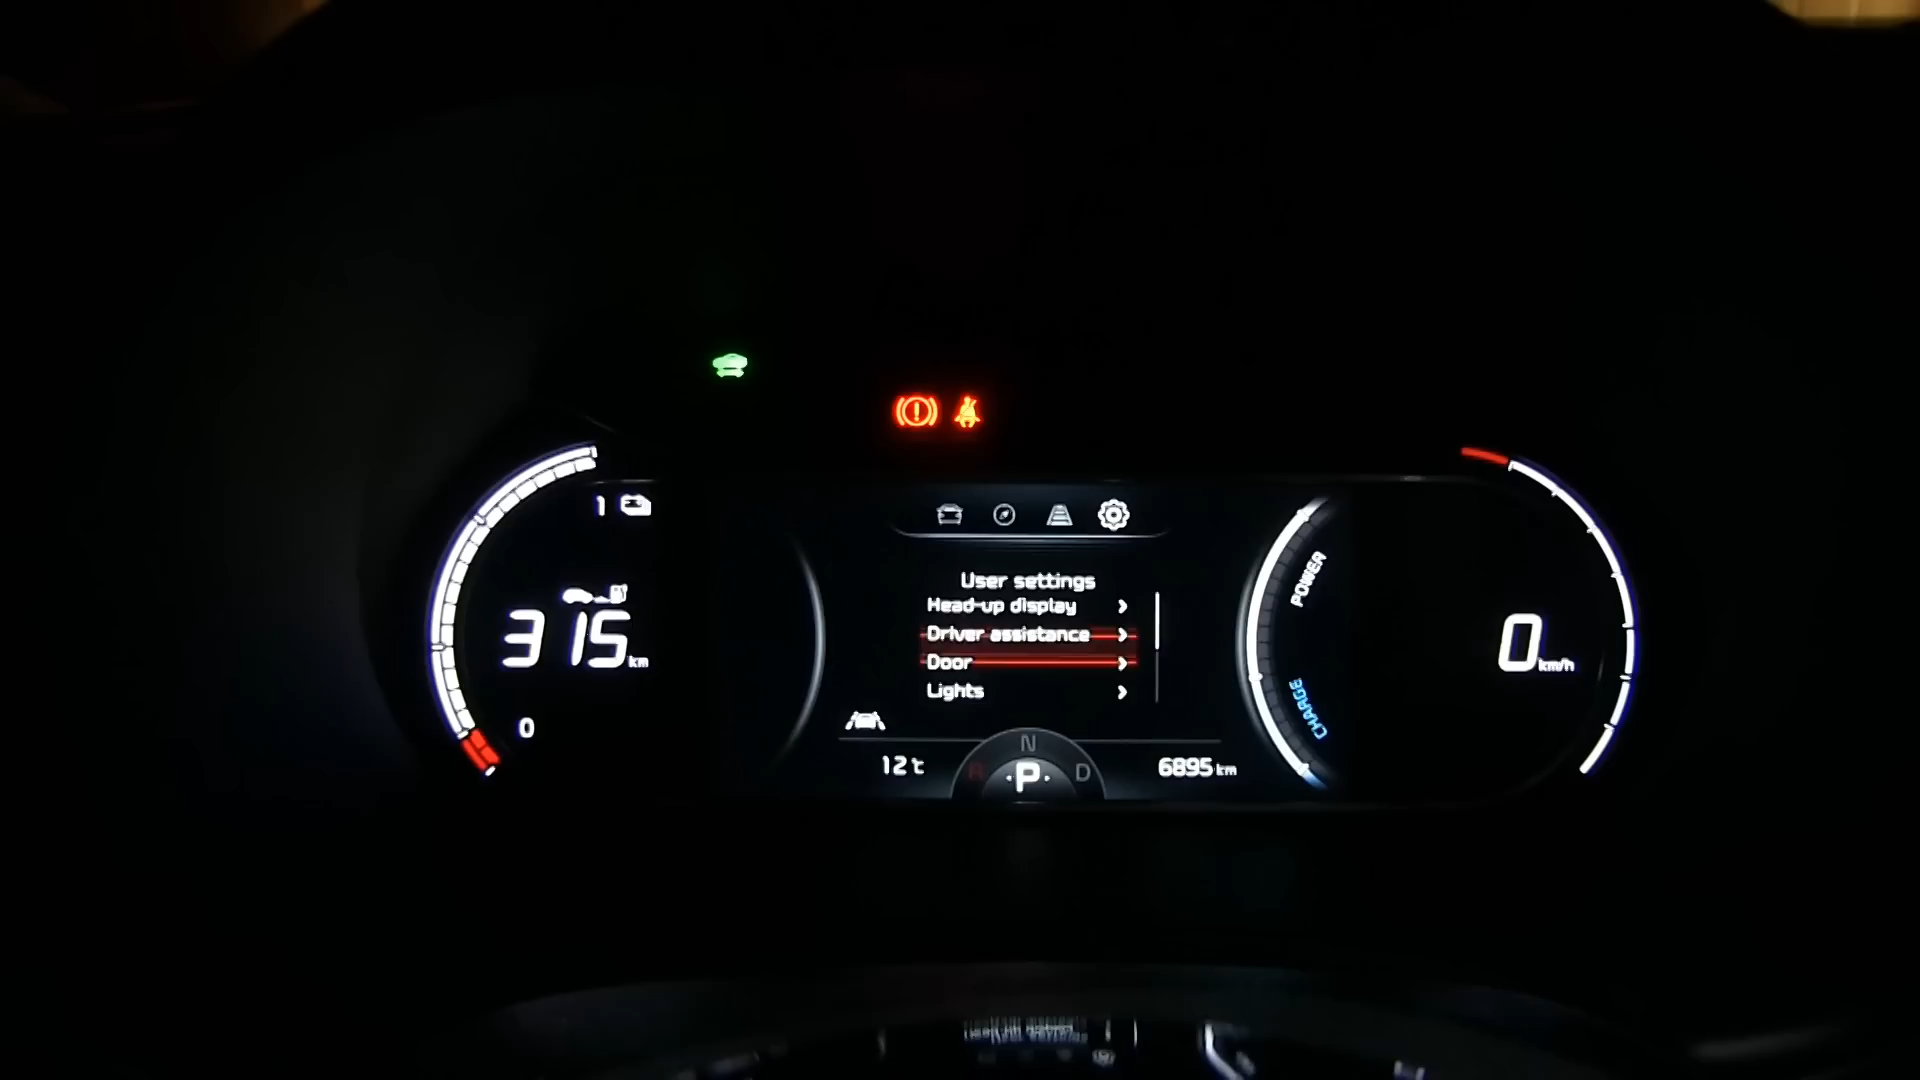 1
315 km
0
User settings
Head-up display
Driver assistance
Door
Lights
12℃
N
R P D
6895 km
POWER
CHARGE
0 km/h